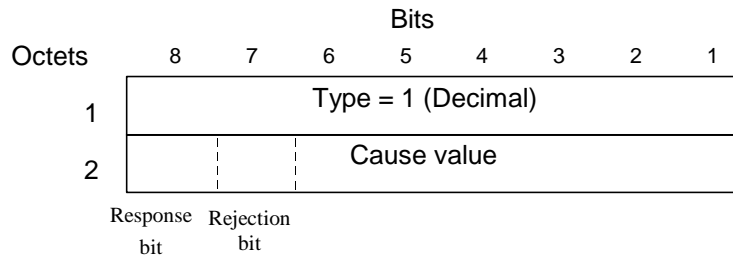 Bits
Octets 8 7 6 5 4 3 2 1
1 Type = 1 (Decimal)
2 Cause value
Response Rejection
bit bit